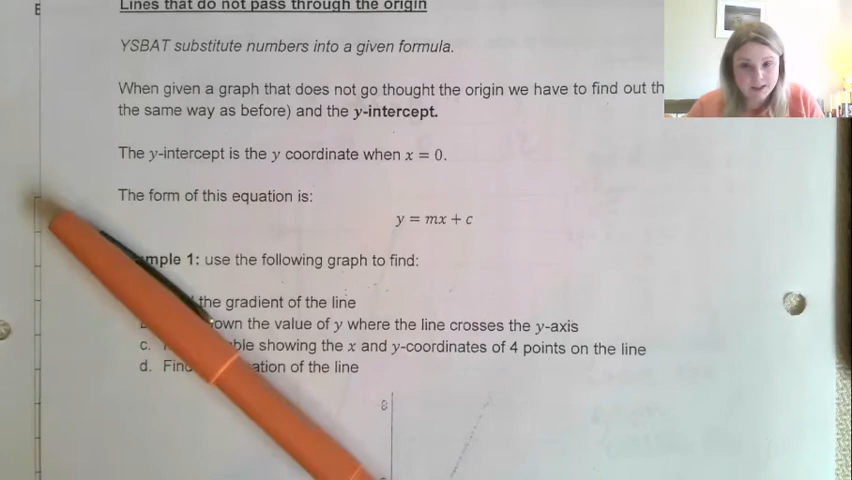 Lines that do not pass through the origin
YSBAT substitute numbers into a given formula.
When given a graph that does not go thought the origin we have to find out th
the same way as before) and the y-intercept.
The y-intercept is the y coordinate when x = 0.
The form of this equation is:
y = mx + c
mple 1: use the following graph to find:
the gradient of the line
own the value of y where the line crosses the y-axis
c. ble showing the x and y-coordinates of 4 points on the line
d. Find ation of the line
8